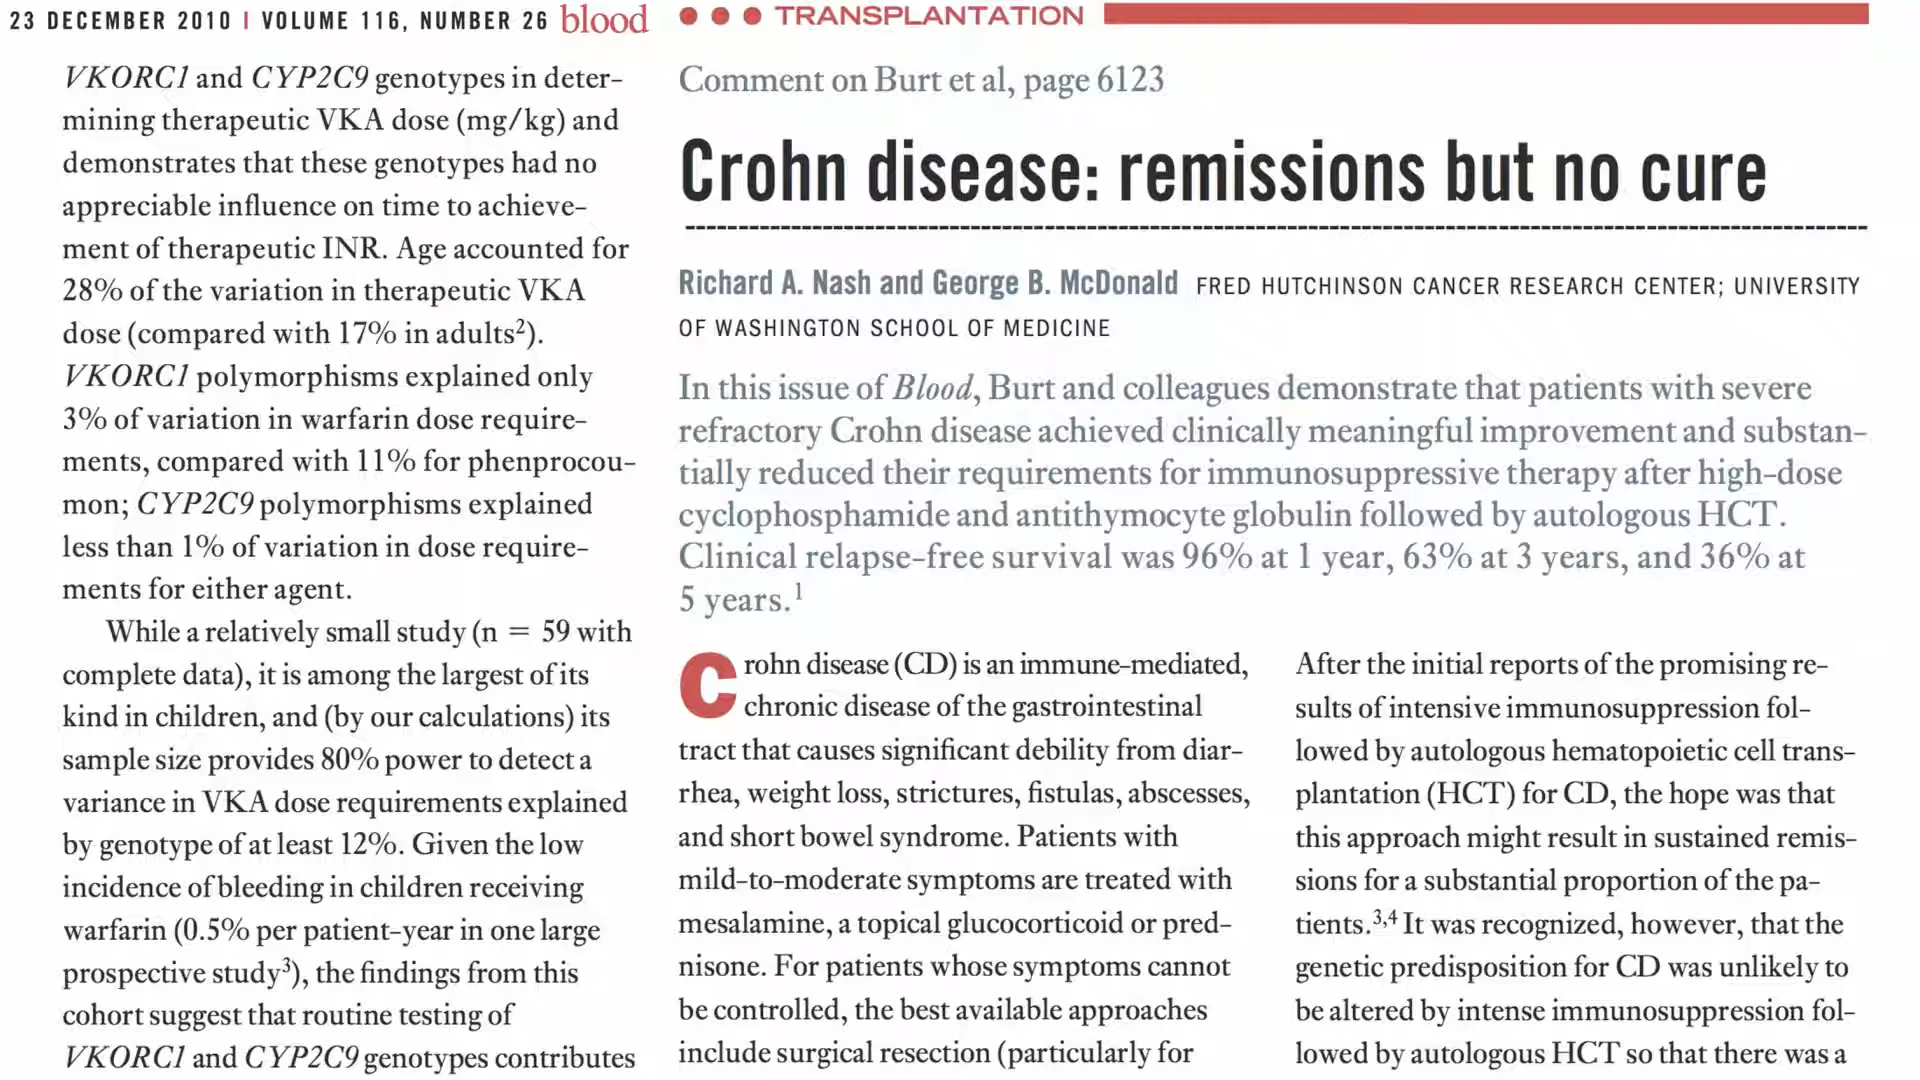 23 DECEMBER 2010 I VOLUME 116, NUMBER 26 blood
VKORC1 and CYP2C9 genotypes in deter-
mining therapeutic VKA dose (mg/kg) and
demonstrates that these genotypes had no
appreciable influence on time to achieve-
ment of therapeutic INR. Age accounted for
28% of the variation in therapeutic VKA
dose (compared with 17% in adults²).
VKORC1 polymorphisms explained only
3% of variation in warfarin dose require-
ments, compared with 11% for phenprocou-
mon; CYP2C9 polymorphisms explained
less than 1% of variation in dose require-
ments for either agent.
While a relatively small study (n = 59 with
complete data), it is among the largest of its
kind in children, and (by our calculations) its
sample size provides 80% power to detect a
variance in VKA dose requirements explained
by genotype of at least 12%. Given the low
incidence of bleeding in children receiving
warfarin (0.5% per patient-year in one large
prospective study³), the findings from this
cohort suggest that routine testing of
VKORC1 and CYP2C9 genotypes contributes
● ● ● TRANSPLANTATION
Comment on Burt et al, page 6123
Crohn disease: remissions but no cure
Richard A. Nash and George B. McDonald FRED HUTCHINSON CANCER RESEARCH CENTER; UNIVERSITY
OF WASHINGTON SCHOOL OF MEDICINE
In this issue of Blood, Burt and colleagues demonstrate that patients with severe
refractory Crohn disease achieved clinically meaningful improvement and substan-
tially reduced their requirements for immunosuppressive therapy after high-dose
cyclophosphamide and antithymocyte globulin followed by autologous HCT.
Clinical relapse-free survival was 96% at 1 year, 63% at 3 years, and 36% at
5 years.¹
Crohn disease (CD) is an immune-mediated,
chronic disease of the gastrointestinal
tract that causes significant debility from diar-
rhea, weight loss, strictures, fistulas, abscesses,
and short bowel syndrome. Patients with
mild-to-moderate symptoms are treated with
mesalamine, a topical glucocorticoid or pred-
nisone. For patients whose symptoms cannot
be controlled, the best available approaches
include surgical resection (particularly for
After the initial reports of the promising re-
sults of intensive immunosuppression fol-
lowed by autologous hematopoietic cell trans-
plantation (HCT) for CD, the hope was that
this approach might result in sustained remis-
sions for a substantial proportion of the pa-
tients.³,⁴ It was recognized, however, that the
genetic predisposition for CD was unlikely to
be altered by intense immunosuppression fol-
lowed by autologous HCT so that there was a